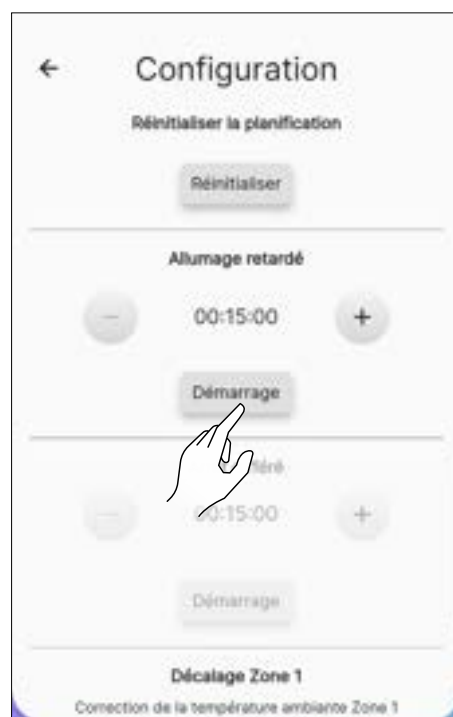 ←
Configuration
Réinitialiser la planification
Réinitialiser
Allumage retardé
− 00:15:00 +
Démarrage
− 00:15:00 +
Démarrage
Décalage Zone 1
Correction de la température ambiante Zone 1